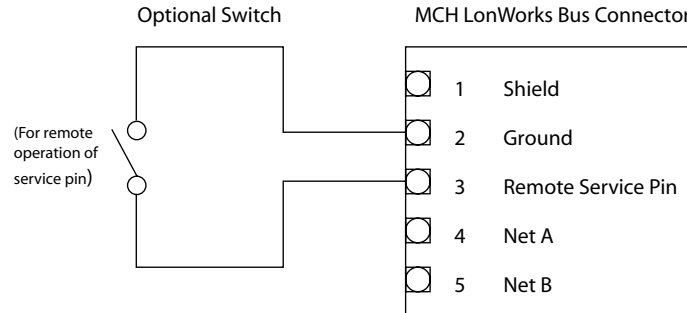 Optional Switch
MCH LonWorks Bus Connector
(For remote
operation of
service pin)
1 Shield
2 Ground
3 Remote Service Pin
4 Net A
5 Net B